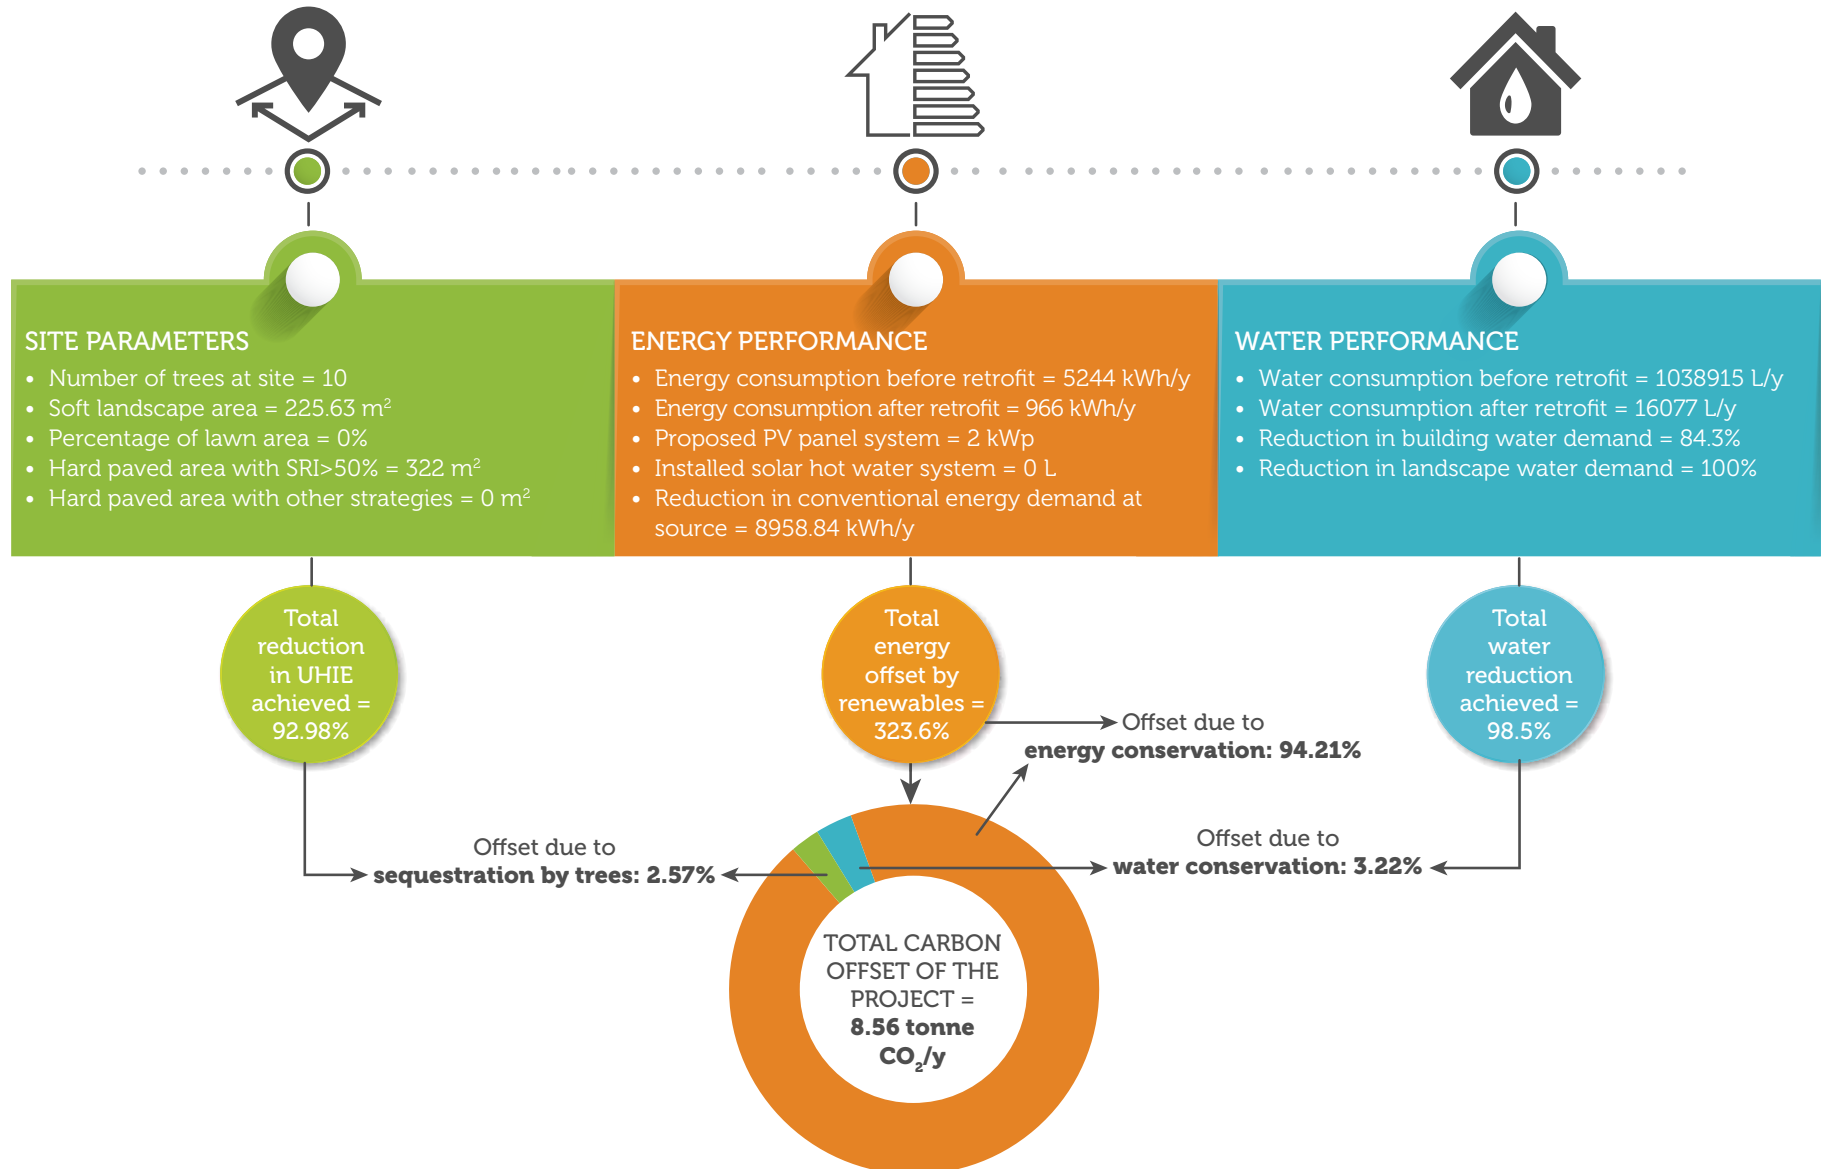 SITE PARAMETERS
• Number of trees at site = 10
• Soft landscape area = 225.63 m²
• Percentage of lawn area = 0%
• Hard paved area with SRI>50% = 322 m²
• Hard paved area with other strategies = 0 m²
ENERGY PERFORMANCE
• Energy consumption before retrofit = 5244 kWh/y
• Energy consumption after retrofit = 966 kWh/y
• Proposed PV panel system = 2 kWp
• Installed solar hot water system = 0 L
• Reduction in conventional energy demand at
source = 8958.84 kWh/y
WATER PERFORMANCE
• Water consumption before retrofit = 1038915 L/y
• Water consumption after retrofit = 16077 L/y
• Reduction in building water demand = 84.3%
• Reduction in landscape water demand = 100%
Total
reduction
in UHIE
achieved =
92.98%
Total
energy
offset by
renewables =
323.6%
Total
water
reduction
achieved =
98.5%
Offset due to
energy conservation: 94.21%
Offset due to
sequestration by trees: 2.57%
Offset due to
water conservation: 3.22%
TOTAL CARBON
OFFSET OF THE
PROJECT =
8.56 tonne
CO₂/y